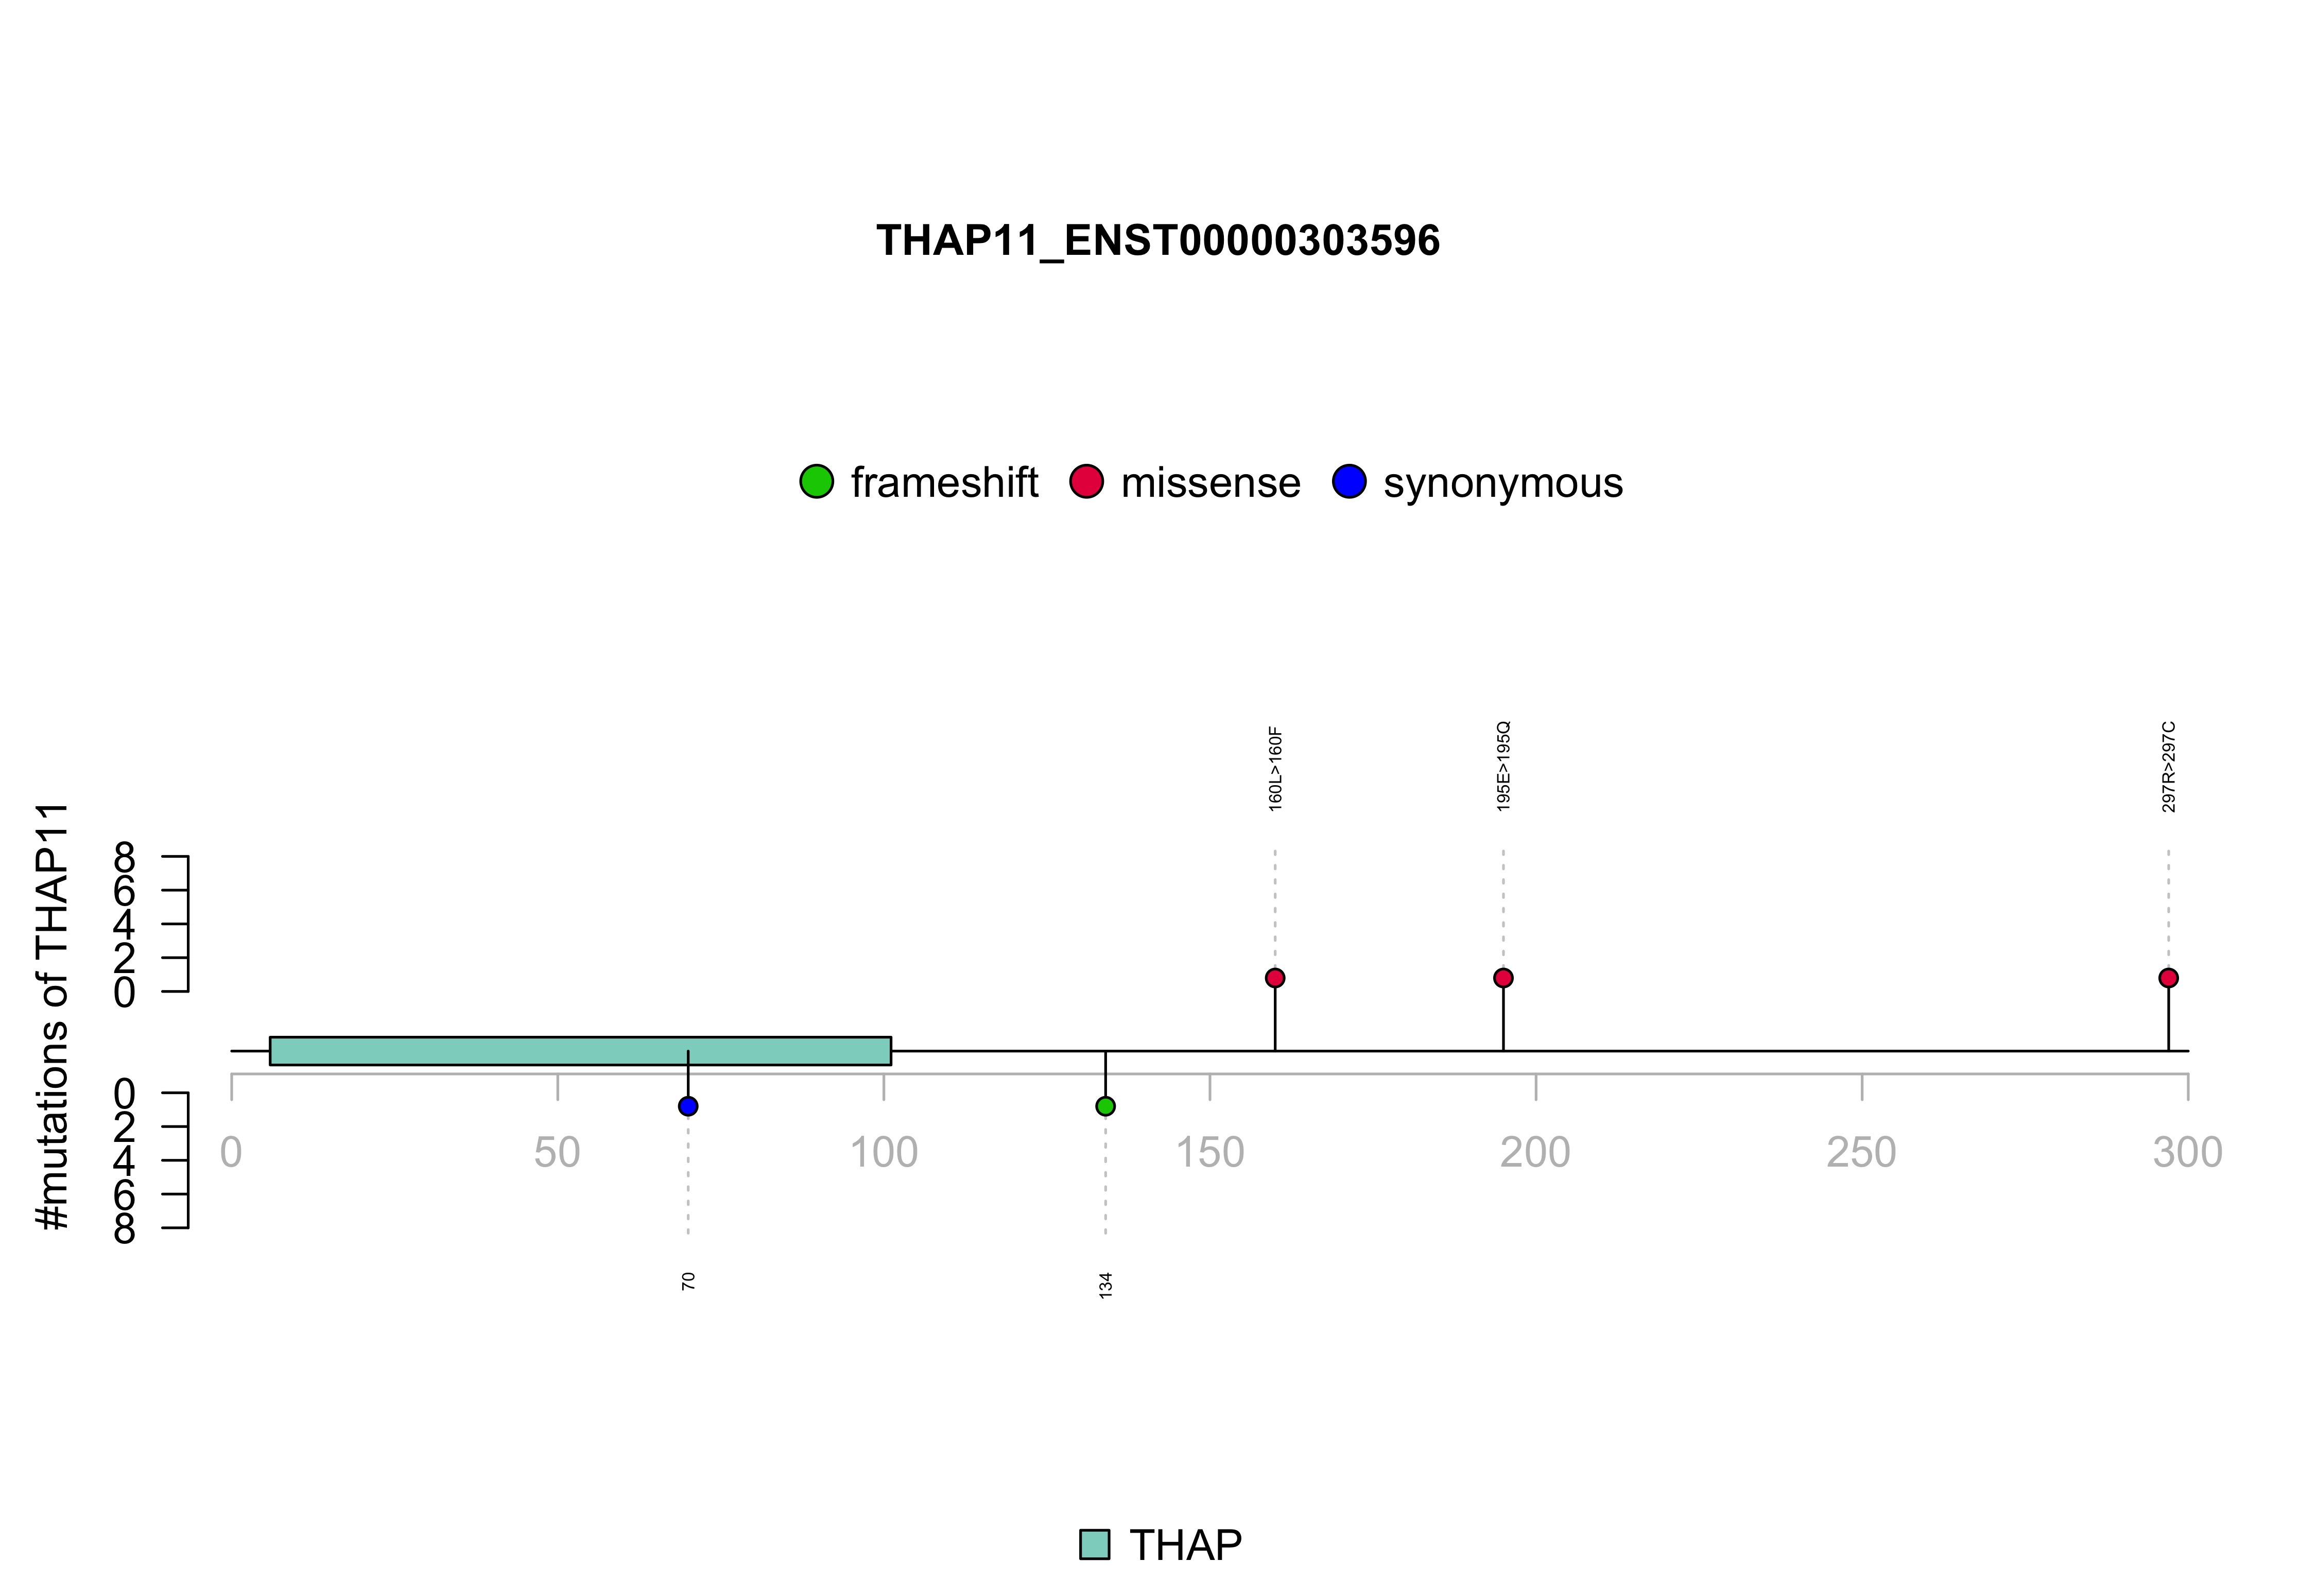 THAP11_ENST00000303596
frameshift missense synonymous
160L>160F
195E>195Q
297R>297C
#mutations of THAP11
8
6
4
2
0
0
2
4
6
8
0 50 100 150 200 250 300
70
134
THAP